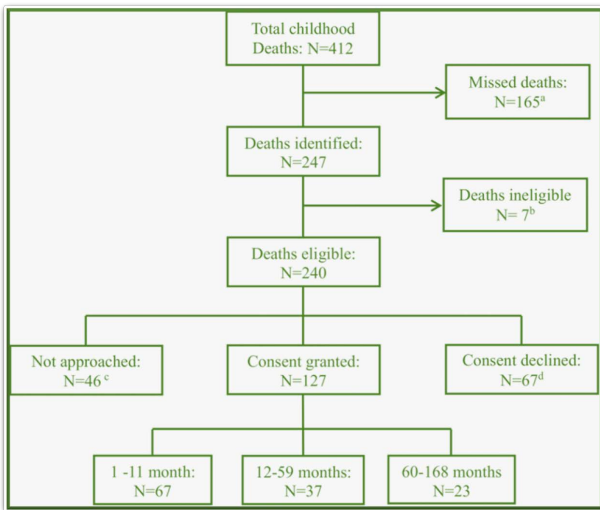 Total childhood
Deaths: N=412
Missed deaths:
N=165ᵃ
Deaths identified:
N=247
Deaths ineligible
N= 7ᵇ
Deaths eligible:
N=240
Not approached:
N=46 ᶜ
Consent granted:
N=127
Consent declined:
N=67ᵈ
1 -11 month:
N=67
12-59 months:
N=37
60-168 months
N=23